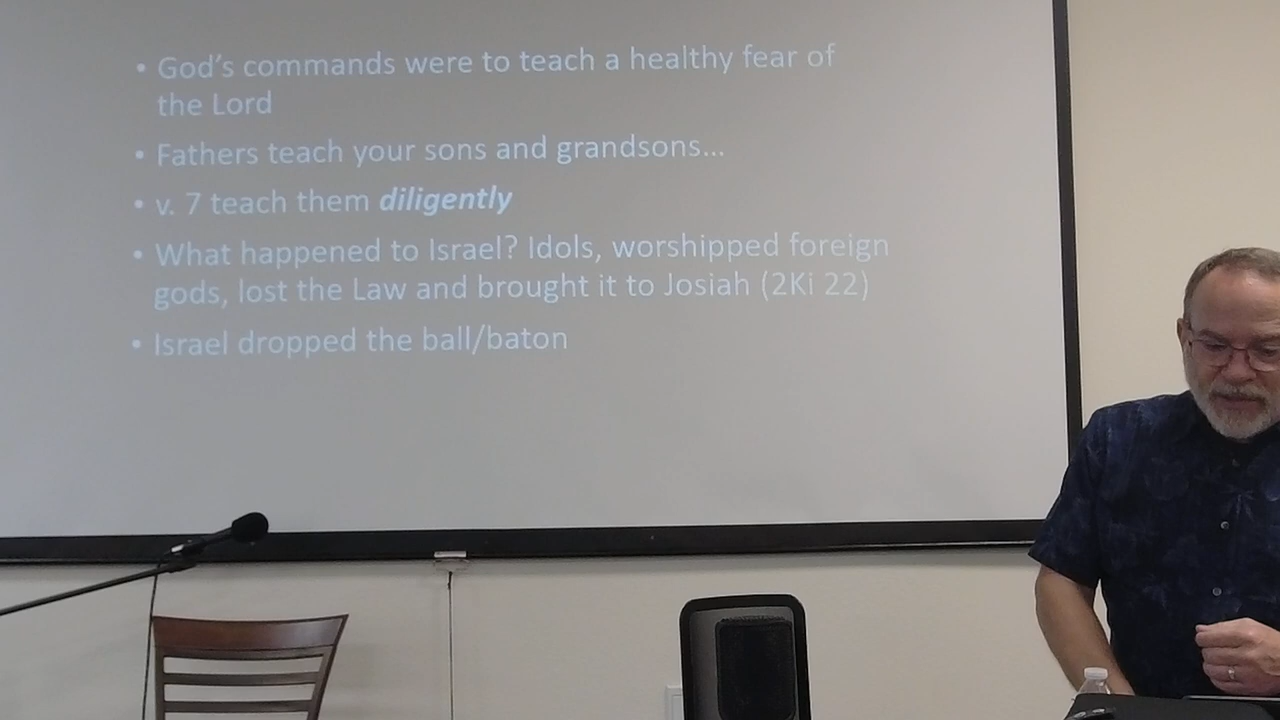 • God’s commands were to teach a healthy fear of
the Lord
• Fathers teach your sons and grandsons...
• v. 7 teach them diligently
• What happened to Israel? Idols, worshipped foreign
gods, lost the Law and brought it to Josiah (2Ki 22)
• Israel dropped the ball/baton